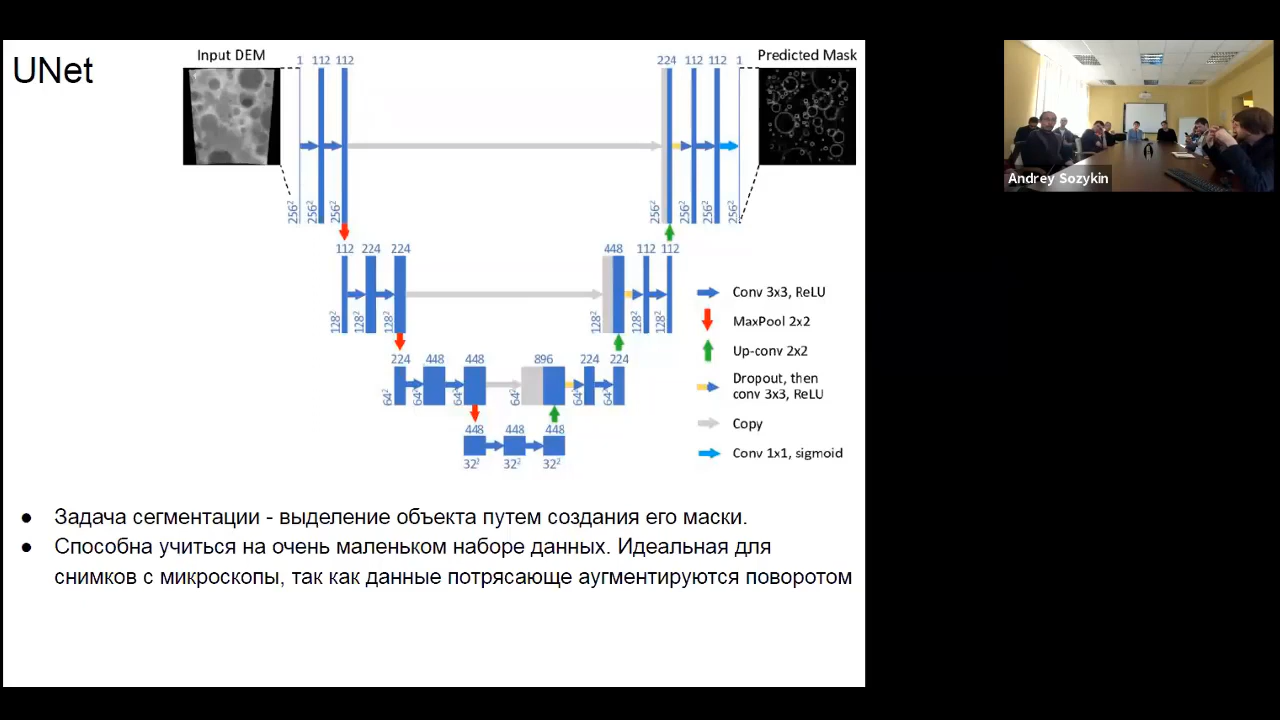 UNet
Input DEM
Predicted Mask
1 112 112
224 112 112 1
256² 256² 256²
256² 256² 256² 256²
112 224 224
448 112 112
128² 128² 128²
128² 128² 128²
Conv 3x3, ReLU
MaxPool 2x2
Up-conv 2x2
Dropout, then
conv 3x3, ReLU
Copy
Conv 1x1, sigmoid
224 448 448
896 224 224
64² 64² 64²
64² 64² 64²
448 448 448
32² 32² 32²
● Задача сегментации - выделение объекта путем создания его маски.
● Способна учиться на очень маленьком наборе данных. Идеальная для
снимков с микроскопы, так как данные потрясающе аугментируются поворотом
Andrey Sozykin